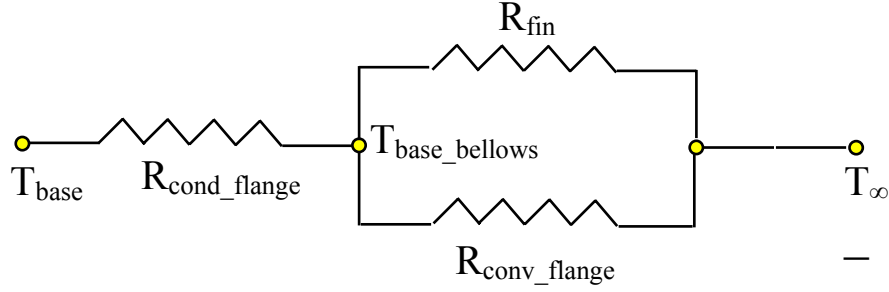 R_fin
T_base_bellows
T_base
R_cond_flange
T_∞
R_conv_flange